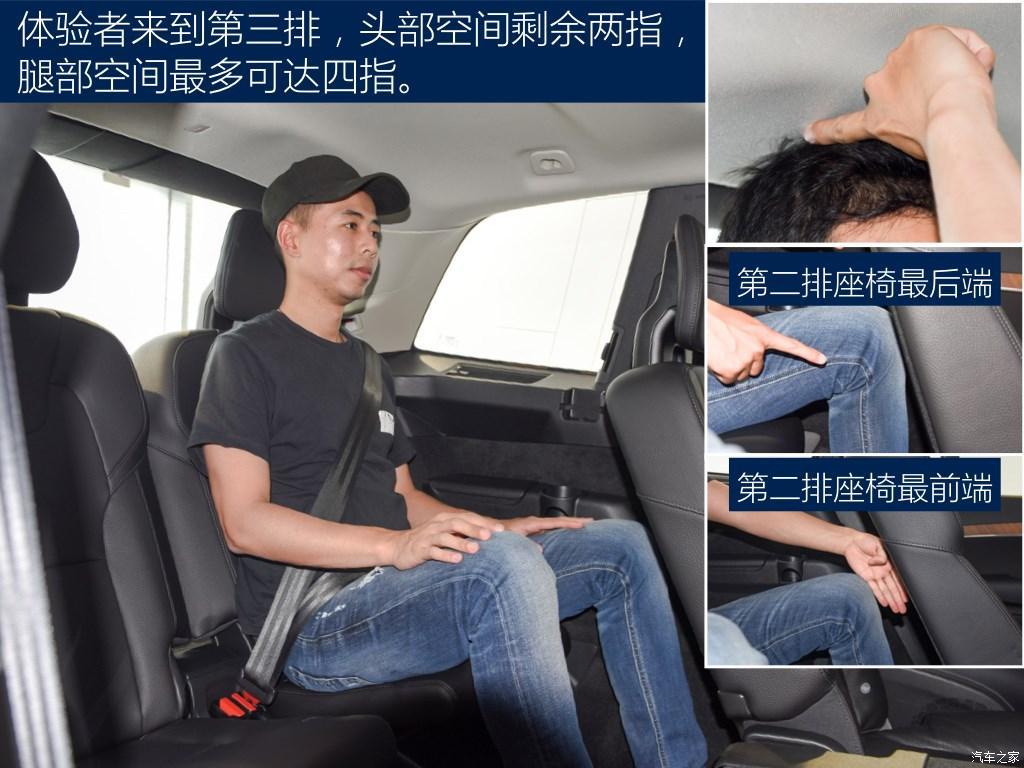 体验者来到第三排，头部空间剩余两指，
腿部空间最多可达四指。
第二排座椅最后端
第二排座椅最前端
汽车之家